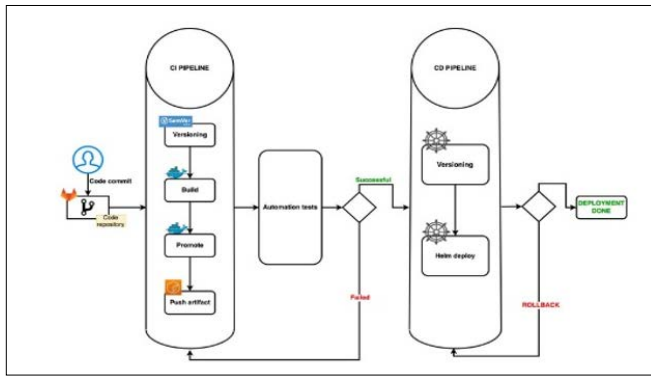 CI PIPELINE
Versioning
Build
Promote
Push artifact
Code commit
Code
repository
Automation tests
Successful
Failed
CD PIPELINE
Versioning
Helm deploy
ROLLBACK
DEPLOYMENT
DONE